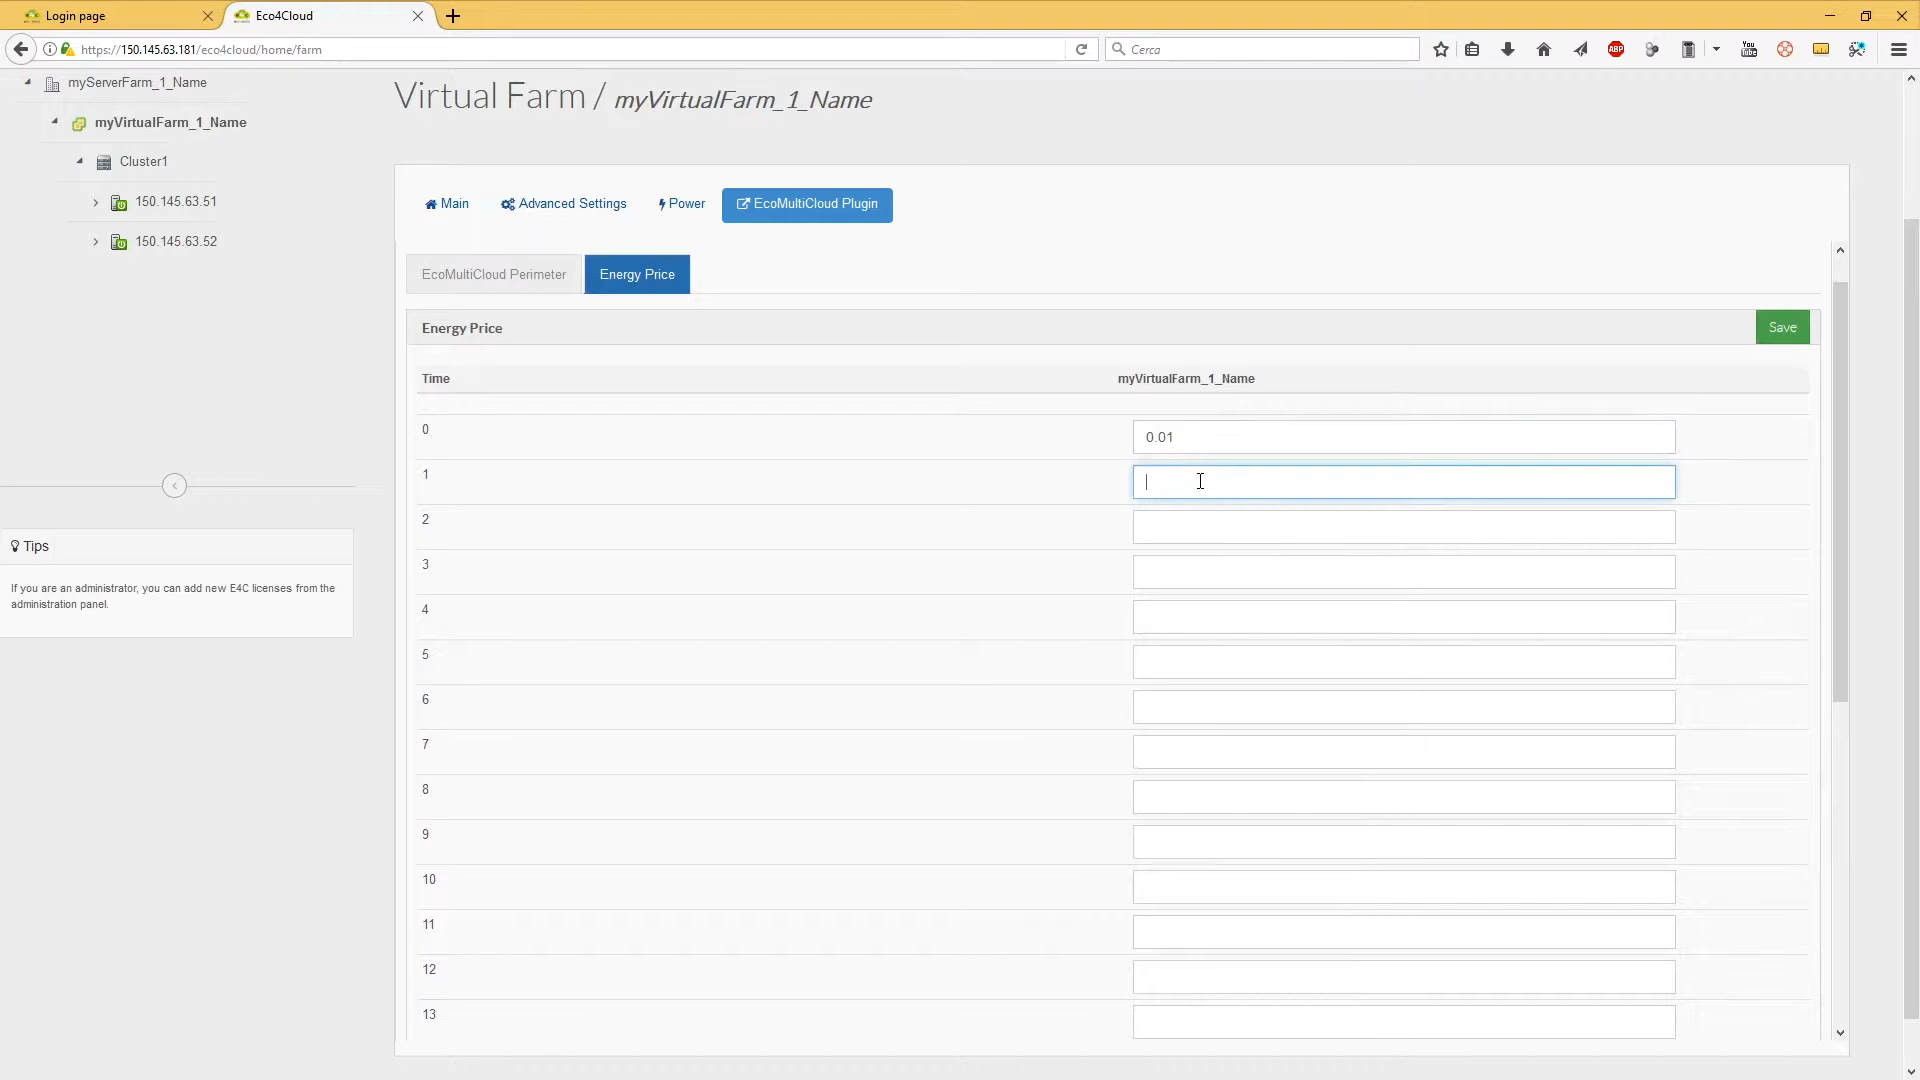 Login page
Eco4Cloud
https://150.145.63.181/eco4cloud/home/farm
Cerca
ABP
You
myServerFarm_1_Name
myVirtualFarm_1_Name
Cluster1
150.145.63.51
150.145.63.52
Tips
If you are an administrator, you can add new E4C licenses from the
administration panel.
Virtual Farm / myVirtualFarm_1_Name
Main
Advanced Settings
Power
EcoMultiCloud Plugin
EcoMultiCloud Perimeter
Energy Price
Energy Price
Save
Time
myVirtualFarm_1_Name
0
0.01
1
2
3
4
5
6
7
8
9
10
11
12
13